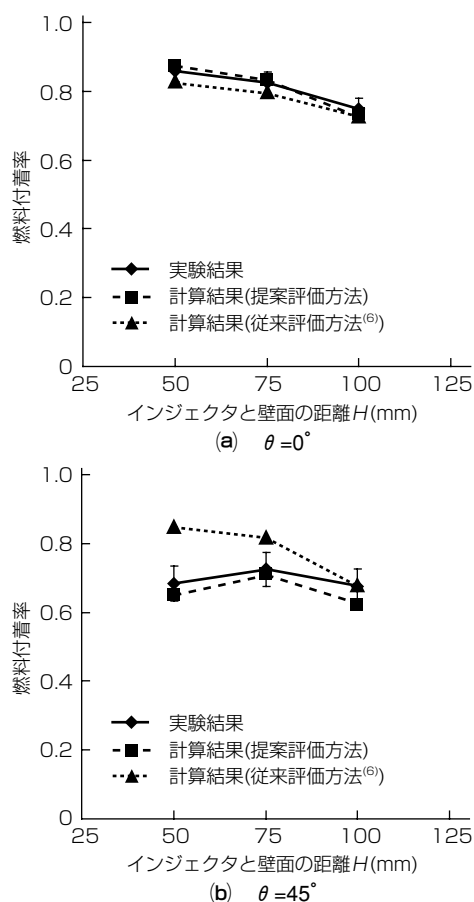 1.0
0.8
0.6
0.4
0.2
0
燃料付着率
実験結果
計算結果(提案評価方法)
計算結果(従来評価方法(6))
25 50 75 100 125
インジェクタと壁面の距離H(mm)
(a) θ=0°
1.0
0.8
0.6
0.4
0.2
0
燃料付着率
実験結果
計算結果(提案評価方法)
計算結果(従来評価方法(6))
25 50 75 100 125
インジェクタと壁面の距離H(mm)
(b) θ=45°